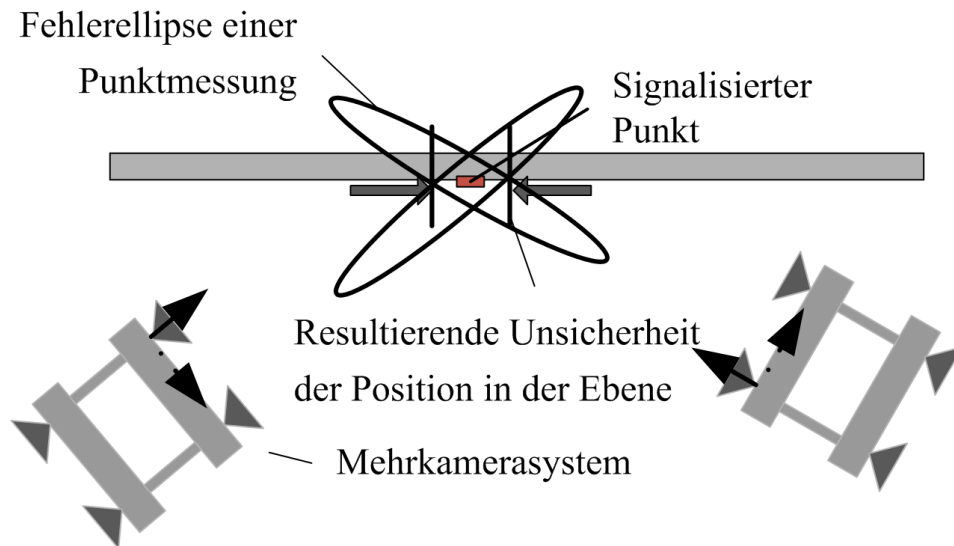 Fehlerellipse einer
Punktmessung
Signalisierter
Punkt
Resultierende Unsicherheit
der Position in der Ebene
Mehrkamerasystem